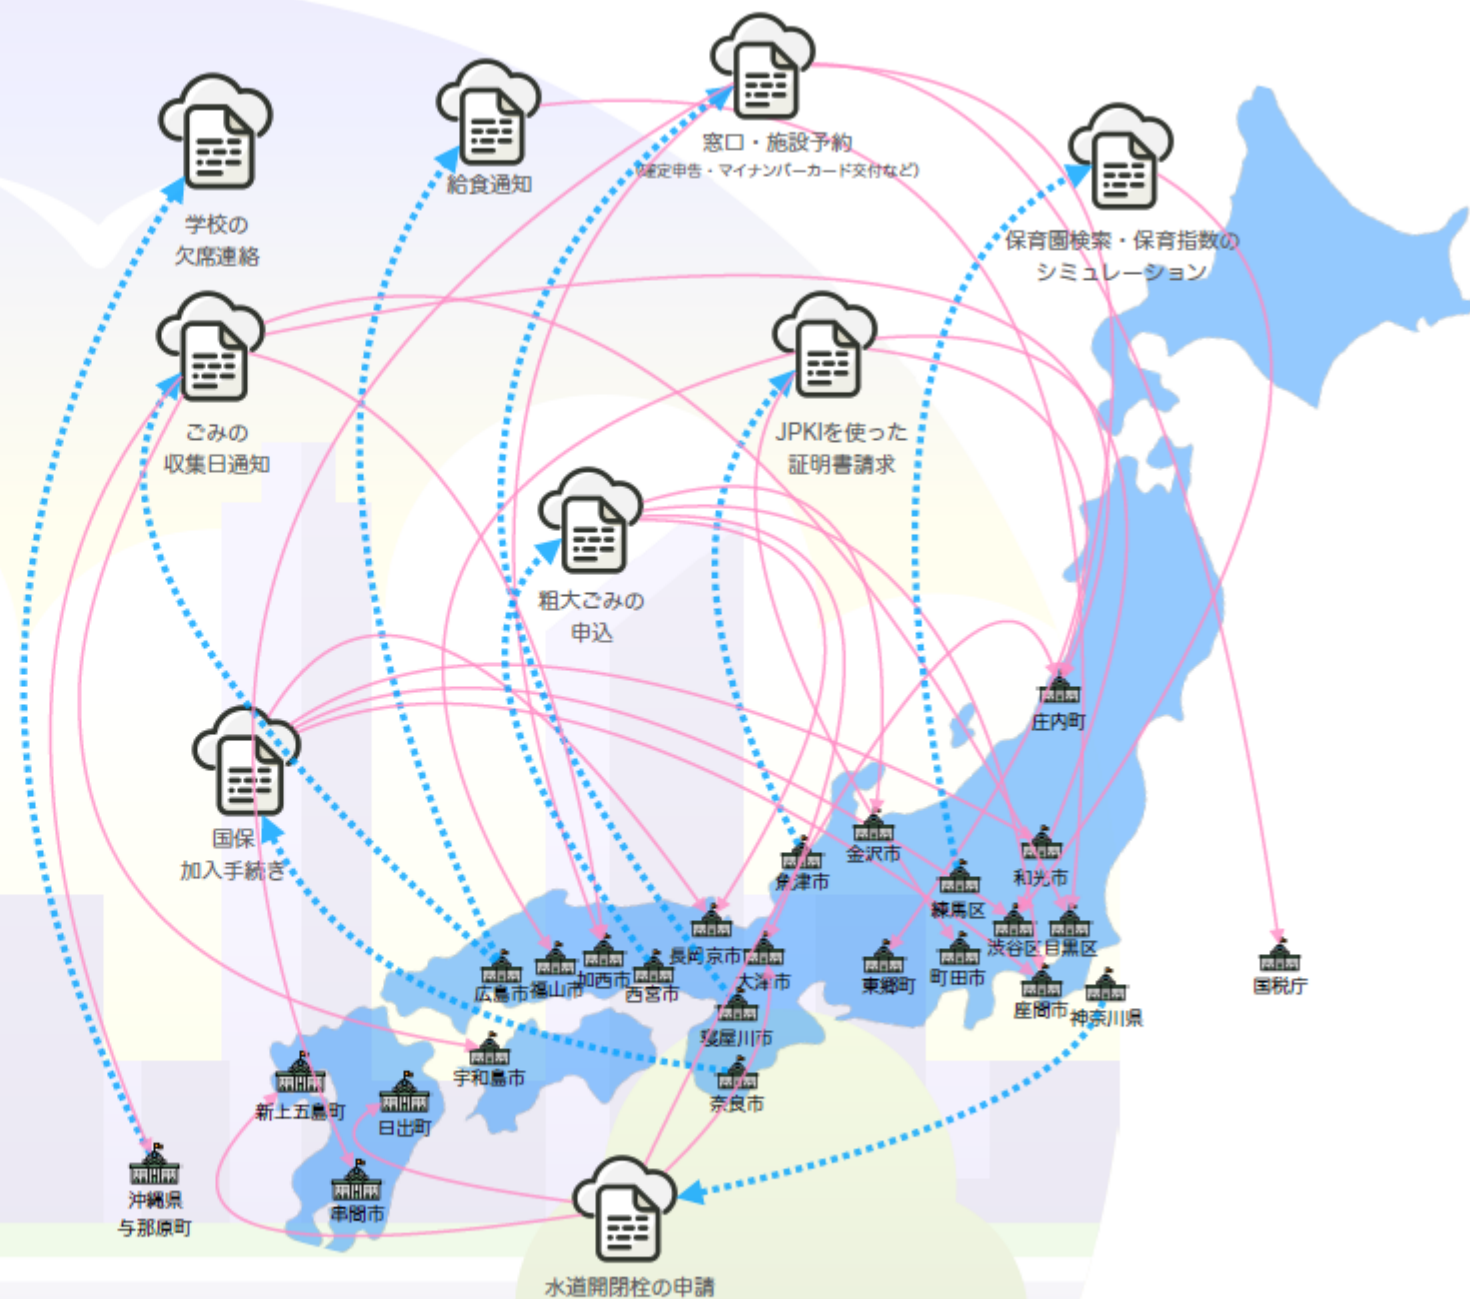 窓口・施設予約
(確定申告・マイナンバーカード交付など)
給食通知
学校の
欠席連絡
保育園検索・保育指数の
シミュレーション
ごみの
収集日通知
JPKIを使った
証明書請求
粗大ごみの
申込
庄内町
国保
加入手続き
金沢市
魚津市
和光市
練馬区
渋谷区
目黒区
長岡京市
加西市
大津市
広島市
福山市
西宮市
東郷町
町田市
国税庁
座間市
神奈川県
寝屋川市
宇和島市
奈良市
新上五島町
日出町
沖縄県
与那原町
串間市
水道開閉栓の申請